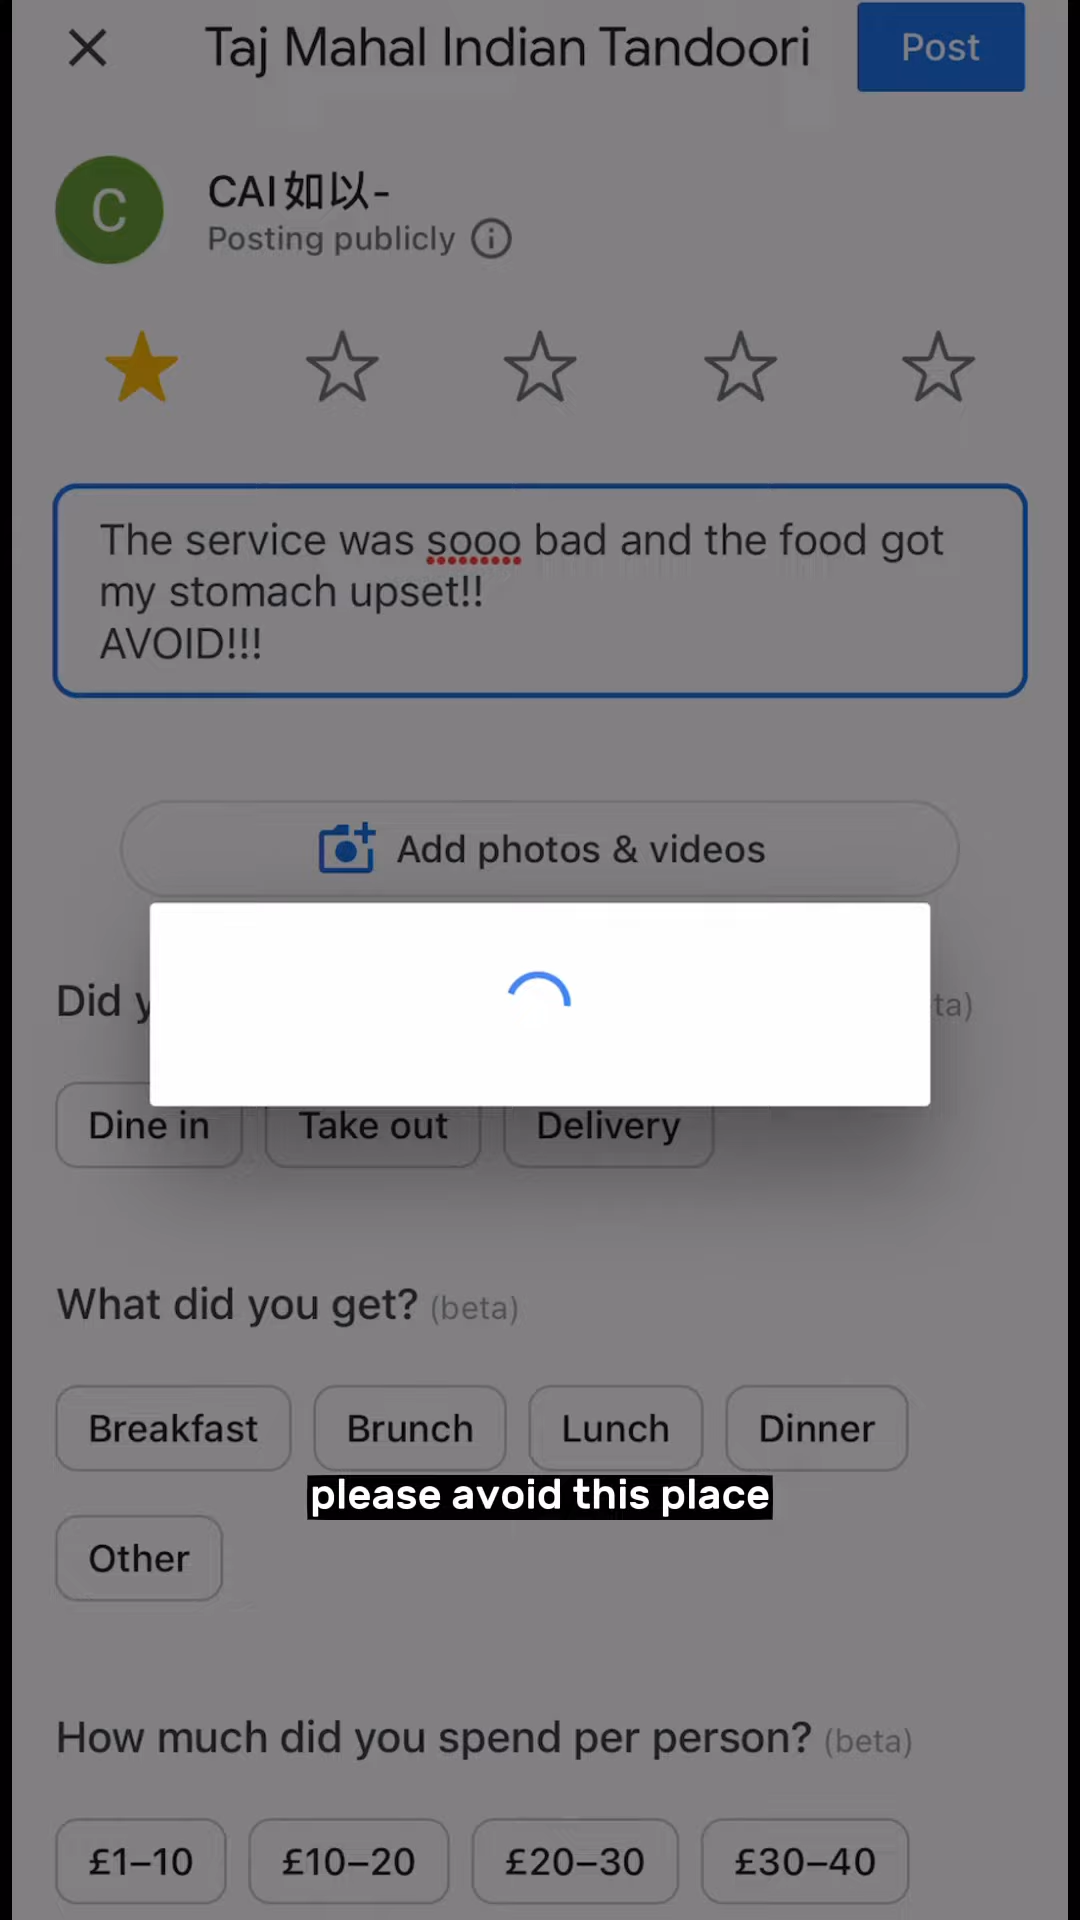 Taj Mahal Indian Tandoori
Post
C
CAI如以-
Posting publicly
The service was sooo bad and the food got
my stomach upset!!
AVOID!!!
Add photos & videos
Did
ta)
Dine in
Take out
Delivery
What did you get? (beta)
Breakfast
Brunch
Lunch
Dinner
please avoid this place
Other
How much did you spend per person? (beta)
£1–10
£10–20
£20–30
£30–40